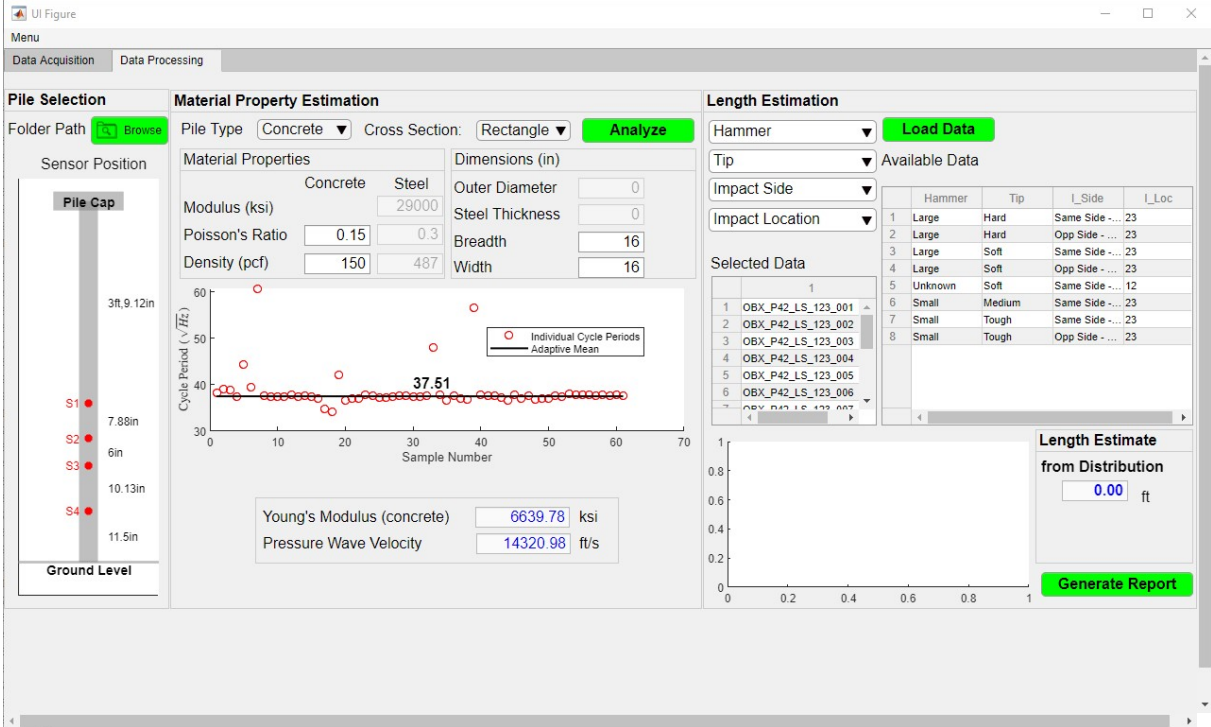 UI Figure
Menu
Data Acquisition Data Processing
Pile Selection
Folder Path Browse
Sensor Position
Pile Cap
3ft,9.12in
S1
7.88in
S2
6in
S3
10.13in
S4
11.5in
Ground Level
Material Property Estimation
Pile Type Concrete Cross Section: Rectangle Analyze
Material Properties
Concrete Steel
Modulus (ksi) 29000
Poisson's Ratio 0.15 0.3
Density (pcf) 150 487
Dimensions (in)
Outer Diameter 0
Steel Thickness 0
Breadth 16
Width 16
Cycle Period (√Hz)
60
50
40
30
Individual Cycle Periods
Adaptive Mean
37.51
0 10 20 30 40 50 60 70
Sample Number
Young's Modulus (concrete) 6639.78 ksi
Pressure Wave Velocity 14320.98 ft/s
Length Estimation
Hammer
Tip
Impact Side
Impact Location
Load Data
Available Data
Hammer Tip I_Side I_Loc
1 Large Hard Same Side -... 23
2 Large Hard Opp Side - ... 23
3 Large Soft Same Side -... 23
4 Large Soft Opp Side - ... 23
5 Unknown Soft Same Side -... 12
6 Small Medium Same Side -... 23
7 Small Tough Same Side -... 23
8 Small Tough Opp Side - ... 23
Selected Data
1
1 OBX_P42_LS_123_001
2 OBX_P42_LS_123_002
3 OBX_P42_LS_123_003
4 OBX_P42_LS_123_004
5 OBX_P42_LS_123_005
6 OBX_P42_LS_123_006
7 OBX_P42_LS_123_007
1
0.8
0.6
0.4
0.2
0
0 0.2 0.4 0.6 0.8 1
Length Estimate
from Distribution
0.00 ft
Generate Report